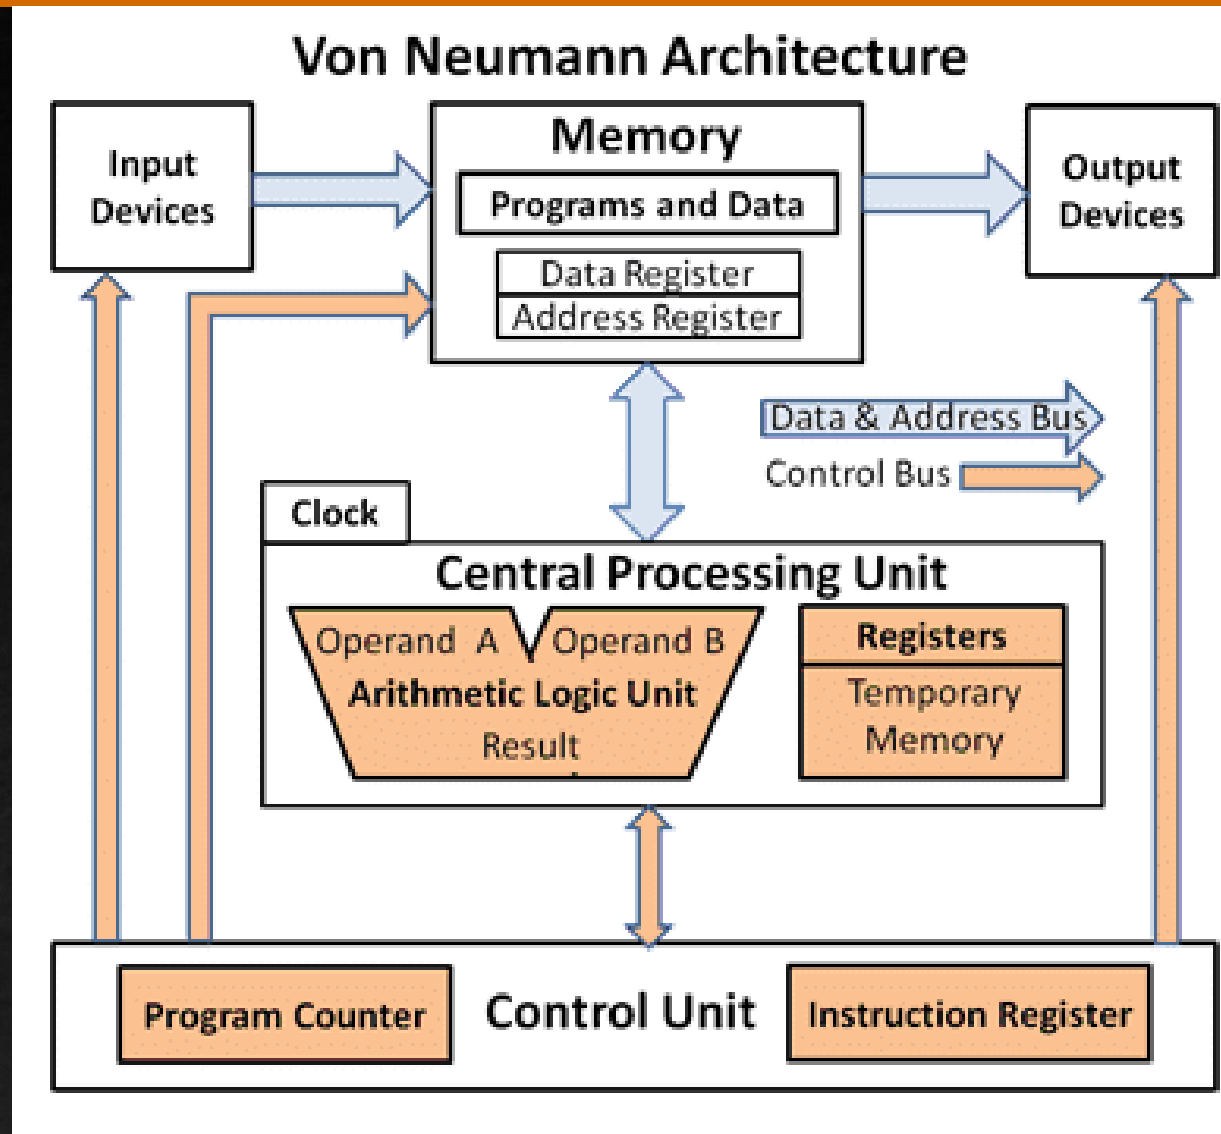 Von Neumann Architecture
Input
Devices
Memory
Programs and Data
Data Register
Address Register
Output
Devices
Data & Address Bus
Control Bus
Clock
Central Processing Unit
Operand A Operand B
Arithmetic Logic Unit
Result
Registers
Temporary
Memory
Program Counter
Control Unit
Instruction Register